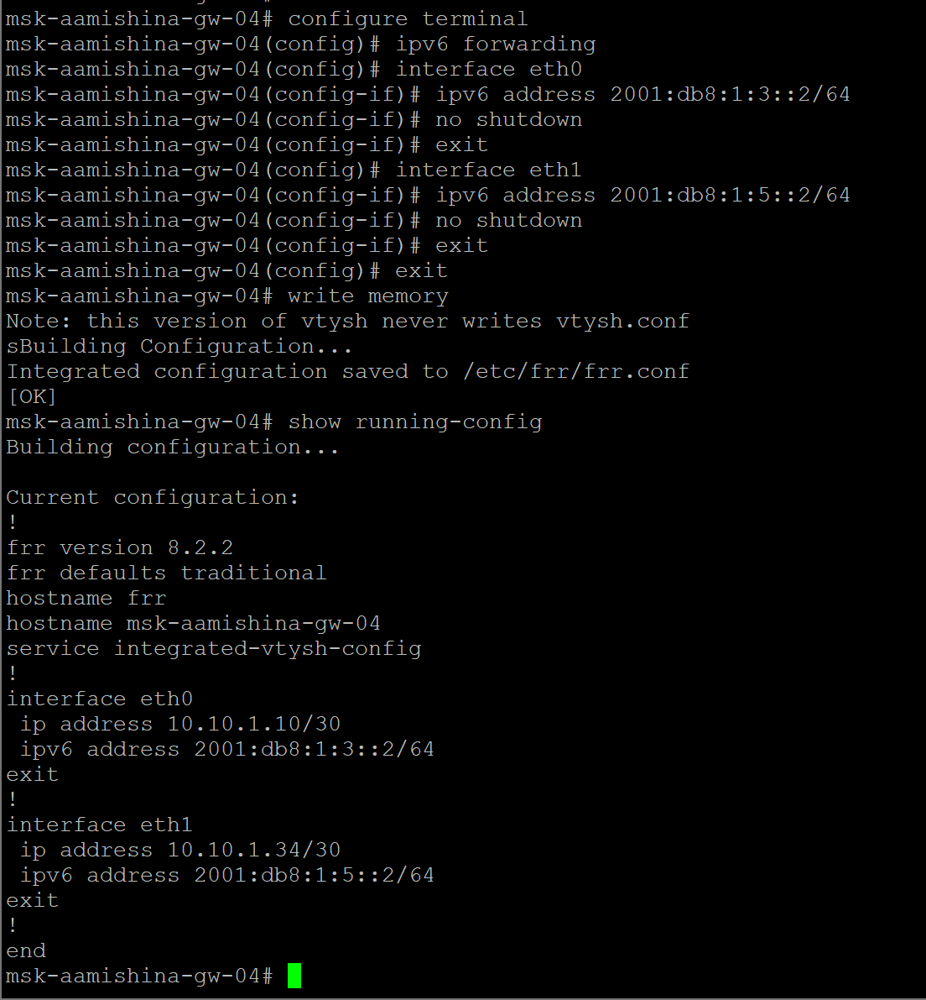 msk-aamishina-gw-04# configure terminal
msk-aamishina-gw-04(config)# ipv6 forwarding
msk-aamishina-gw-04(config)# interface eth0
msk-aamishina-gw-04(config-if)# ipv6 address 2001:db8:1:3::2/64
msk-aamishina-gw-04(config-if)# no shutdown
msk-aamishina-gw-04(config-if)# exit
msk-aamishina-gw-04(config)# interface eth1
msk-aamishina-gw-04(config-if)# ipv6 address 2001:db8:1:5::2/64
msk-aamishina-gw-04(config-if)# no shutdown
msk-aamishina-gw-04(config-if)# exit
msk-aamishina-gw-04(config)# exit
msk-aamishina-gw-04# write memory
Note: this version of vtysh never writes vtysh.conf
sBuilding Configuration...
Integrated configuration saved to /etc/frr/frr.conf
[OK]
msk-aamishina-gw-04# show running-config
Building configuration...
Current configuration:
!
frr version 8.2.2
frr defaults traditional
hostname frr
hostname msk-aamishina-gw-04
service integrated-vtysh-config
!
interface eth0
 ip address 10.10.1.10/30
 ipv6 address 2001:db8:1:3::2/64
exit
!
interface eth1
 ip address 10.10.1.34/30
 ipv6 address 2001:db8:1:5::2/64
exit
!
end
msk-aamishina-gw-04#